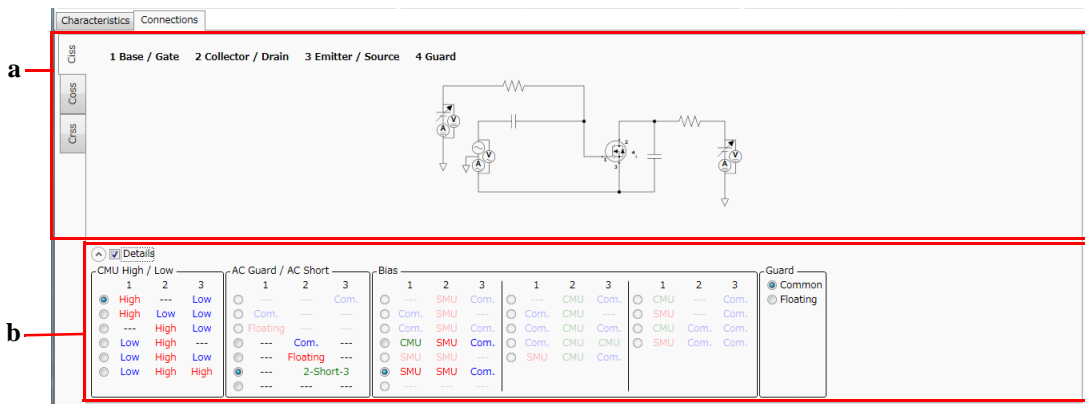 Characteristics Connections
a
Ciss
Coss
Crss
1 Base / Gate 2 Collector / Drain 3 Emitter / Source 4 Guard
A V
V A
1 2 3 4
A V
b
Details
CMU High / Low
1 2 3
High --- Low
High Low Low
--- High Low
Low High ---
Low High Low
Low High High
AC Guard / AC Short
1 2 3
--- --- Com.
Com. --- ---
Floating --- ---
--- Com. ---
--- Floating ---
--- 2-Short-3
--- --- ---
Bias
1 2 3
--- SMU Com.
Com. SMU ---
Com. SMU Com.
CMU SMU Com.
SMU SMU ---
SMU SMU Com.
--- --- ---
1 2 3
--- CMU Com.
Com. CMU ---
Com. CMU Com.
Com. CMU CMU
SMU CMU Com.
1 2 3
CMU --- Com.
SMU --- Com.
CMU Com. Com.
SMU Com. Com.
Guard
Common
Floating